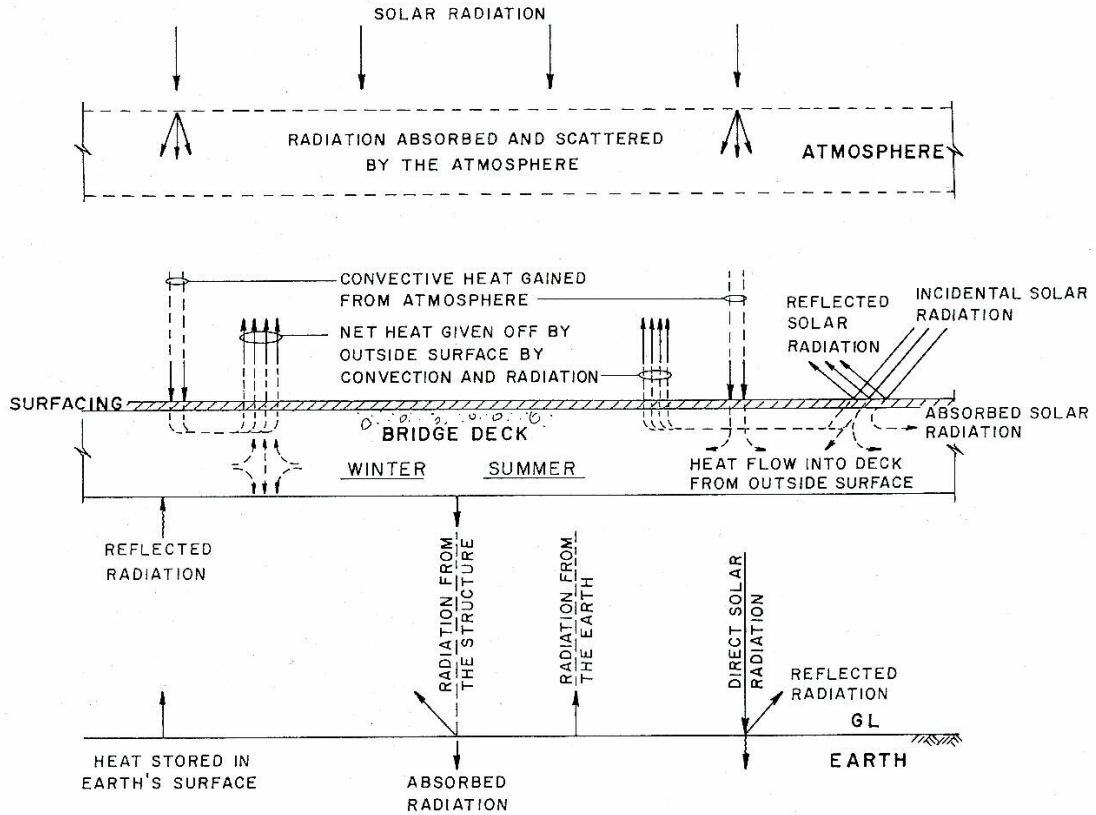 SOLAR RADIATION
RADIATION ABSORBED AND SCATTERED
BY THE ATMOSPHERE
ATMOSPHERE
CONVECTIVE HEAT GAINED
FROM ATMOSPHERE
NET HEAT GIVEN OFF BY
OUTSIDE SURFACE BY
CONVECTION AND RADIATION
REFLECTED
SOLAR
RADIATION
INCIDENTAL SOLAR
RADIATION
SURFACING
BRIDGE DECK
ABSORBED SOLAR
RADIATION
WINTER
SUMMER
HEAT FLOW INTO DECK
FROM OUTSIDE SURFACE
REFLECTED
RADIATION
RADIATION FROM
THE STRUCTURE
RADIATION FROM
THE EARTH
DIRECT SOLAR
RADIATION
REFLECTED
RADIATION
GL
EARTH
HEAT STORED IN
EARTH'S SURFACE
ABSORBED
RADIATION